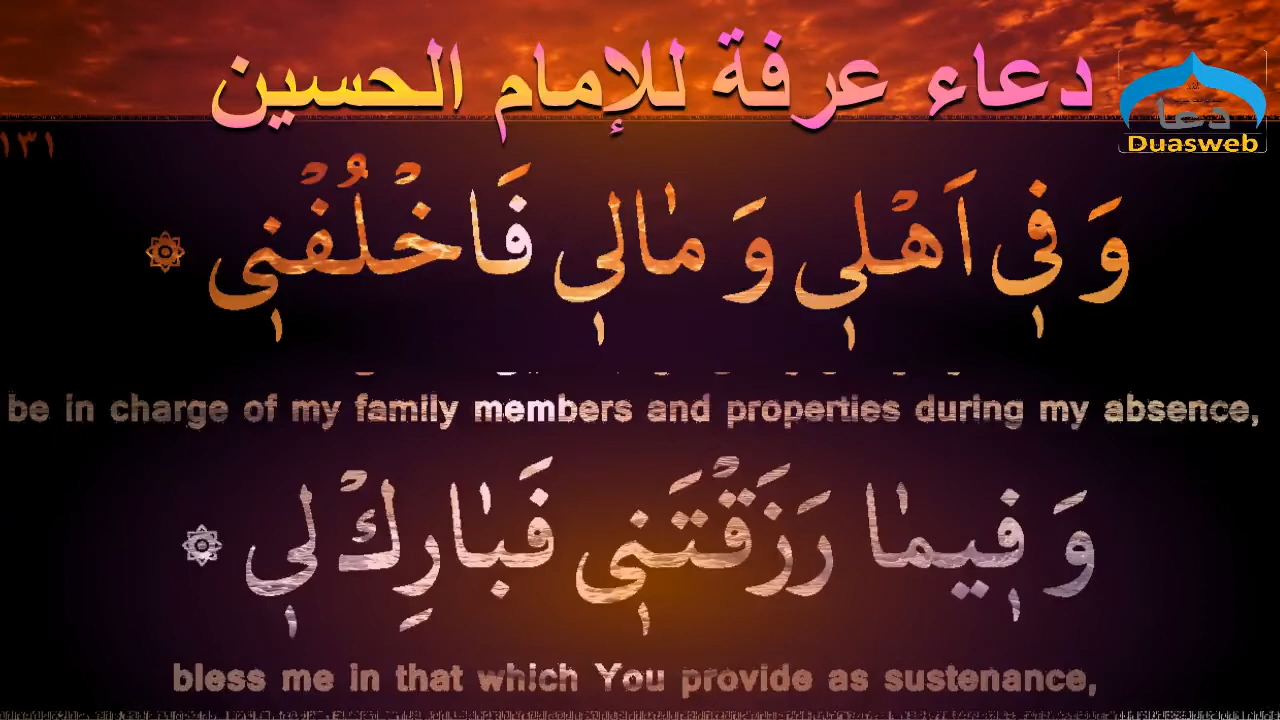 دعاء عرفة للإمام الحسين
دعا
Duasweb
١٣١
وَ فٖي اَهْلٖي وَ مٰالٖي فَاخْلُفْنٖي ۞
be in charge of my family members and properties during my absence,
وَ فٖيمٰا رَزَقْتَنٖي فَبٰارِكْ لٖي ۞
bless me in that which You provide as sustenance,